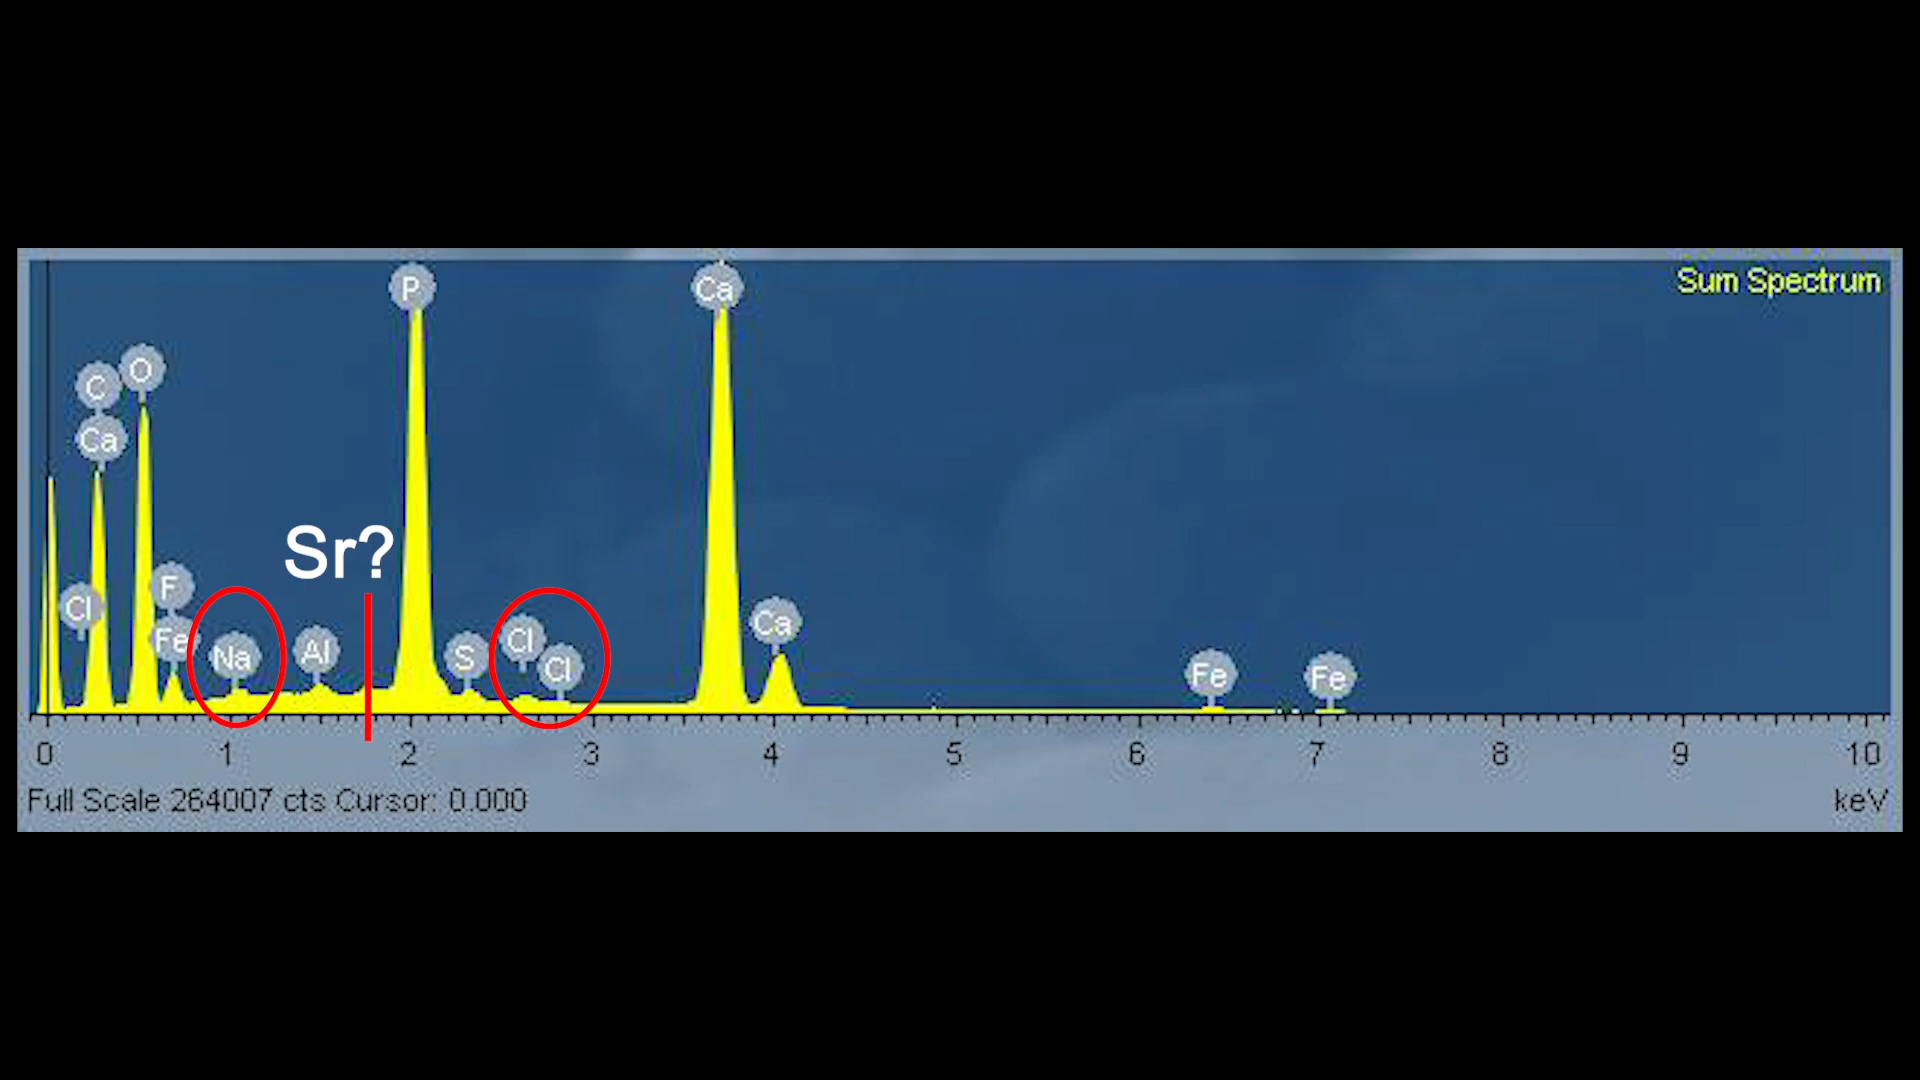 Sum Spectrum
P
Ca
C
O
Ca
Sr?
Cl
F
Fe
Na
Al
S
Cl
Cl
Ca
Fe
Fe
0 1 2 3 4 5 6 7 8 9 10
Full Scale 264007 cts Cursor: 0.000
keV